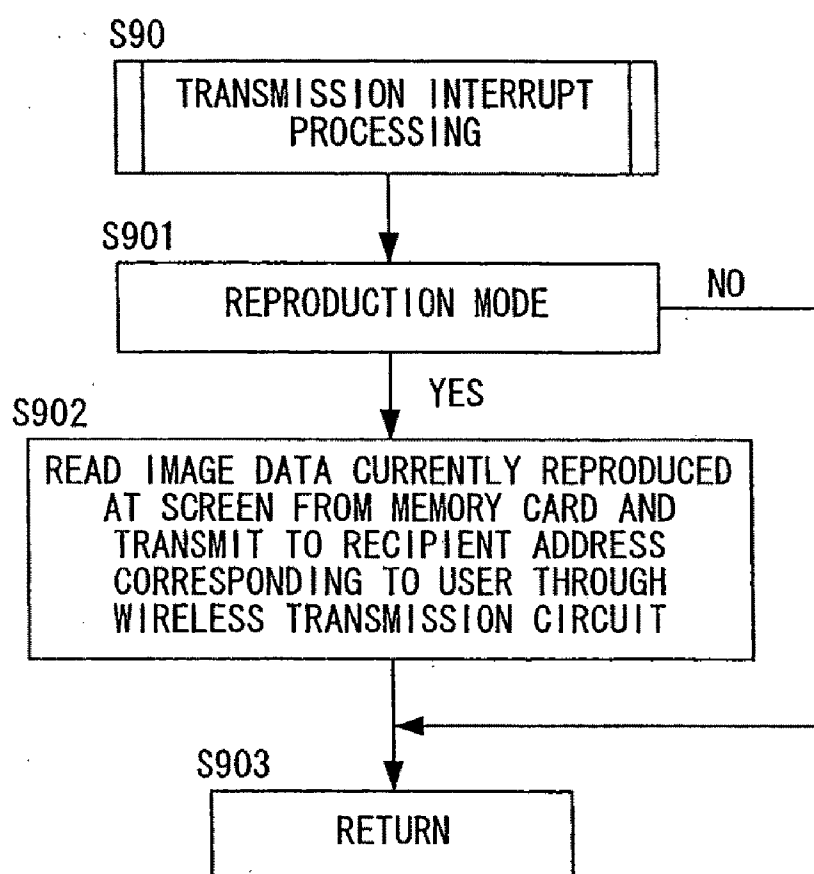 S90
TRANSMISSION INTERRUPT
PROCESSING
S901
REPRODUCTION MODE
NO
YES
S902
READ IMAGE DATA CURRENTLY REPRODUCED
AT SCREEN FROM MEMORY CARD AND
TRANSMIT TO RECIPIENT ADDRESS
CORRESPONDING TO USER THROUGH
WIRELESS TRANSMISSION CIRCUIT
S903
RETURN